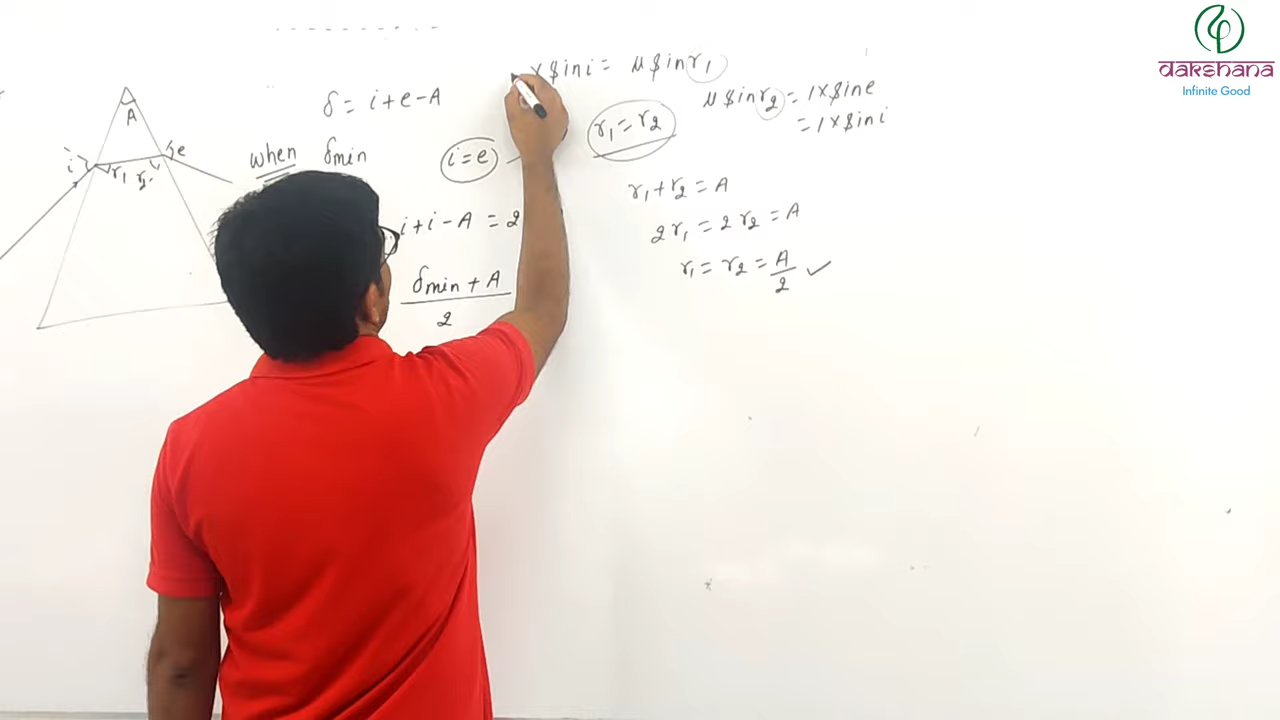 dakshana
Infinite Good
A
i
r₁ r₂
e
δ = i+e-A
when δmin
i=e
i+i-A = 2
δmin + A
2
x sin i = μ sin r₁
μ sin r₂ = 1 x sin e
= 1 x sin i
r₁ = r₂
r₁+r₂ = A
2r₁ = 2r₂ = A
r₁ = r₂ = A/2 ✓